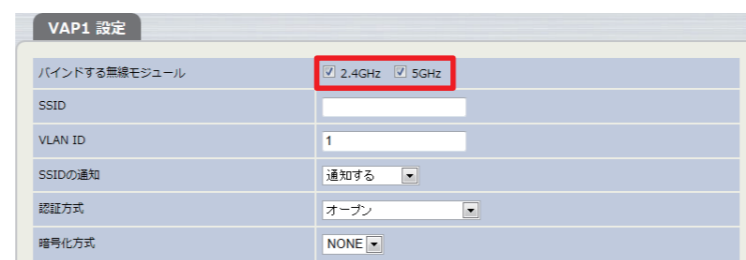 VAP1 設定
バインドする無線モジュール 2.4GHz 5GHz
SSID
VLAN ID 1
SSIDの通知 通知する
認証方式 オープン
暗号化方式 NONE